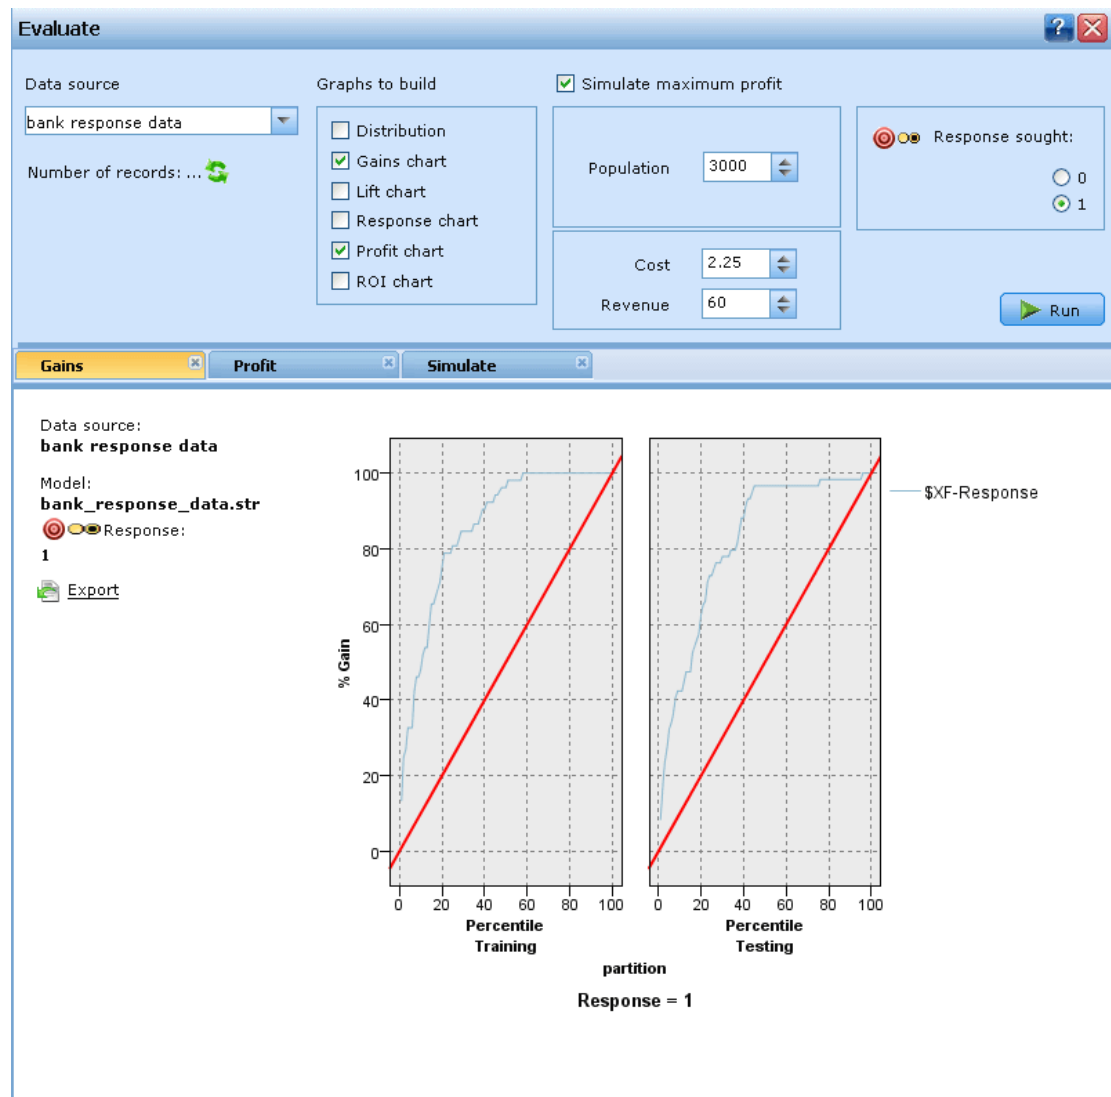 Evaluate
?
Data source
Graphs to build
Simulate maximum profit
bank response data
Number of records: ...
Distribution
Gains chart
Lift chart
Response chart
Profit chart
ROI chart
Population 3000
Cost 2.25
Revenue 60
Response sought:
0
1
Run
Gains
Profit
Simulate
Data source:
bank response data
Model:
bank_response_data.str
Response:
1
Export
% Gain
100
80
60
40
20
0
0 20 40 60 80 100
Percentile
Training
0 20 40 60 80 100
Percentile
Testing
partition
Response = 1
$XF-Response